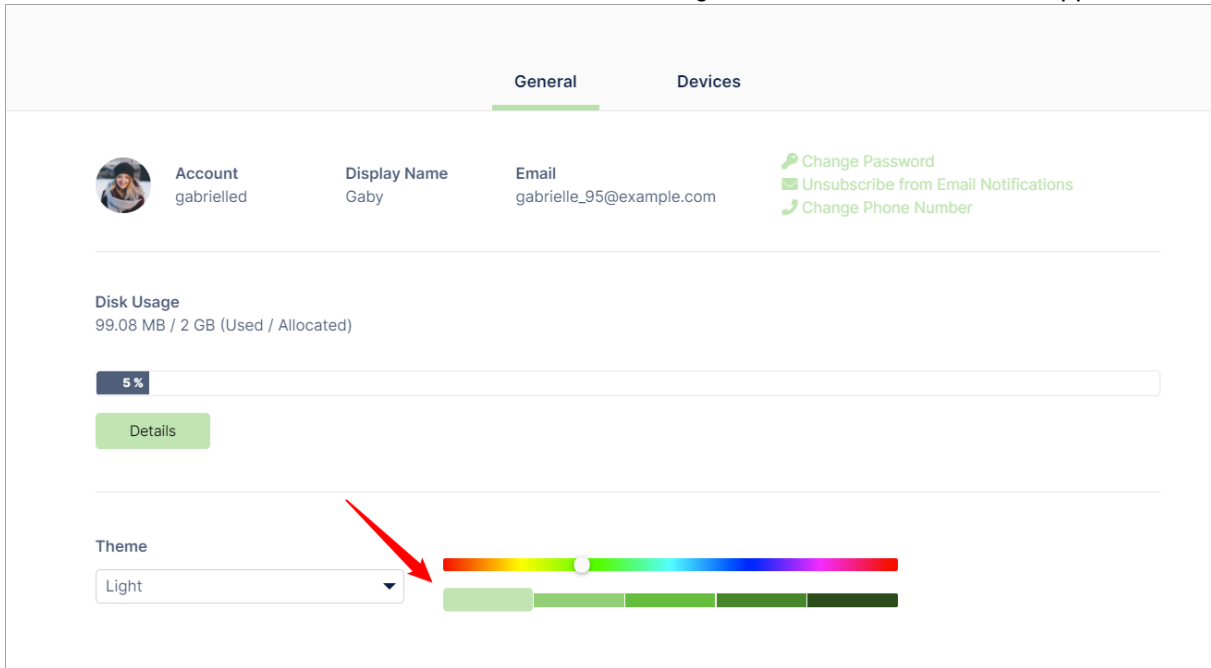 General Devices
Account Display Name Email
gabrielled Gaby gabrielle_95@example.com
Change Password
Unsubscribe from Email Notifications
Change Phone Number
Disk Usage
99.08 MB / 2 GB (Used / Allocated)
5 %
Details
Theme
Light